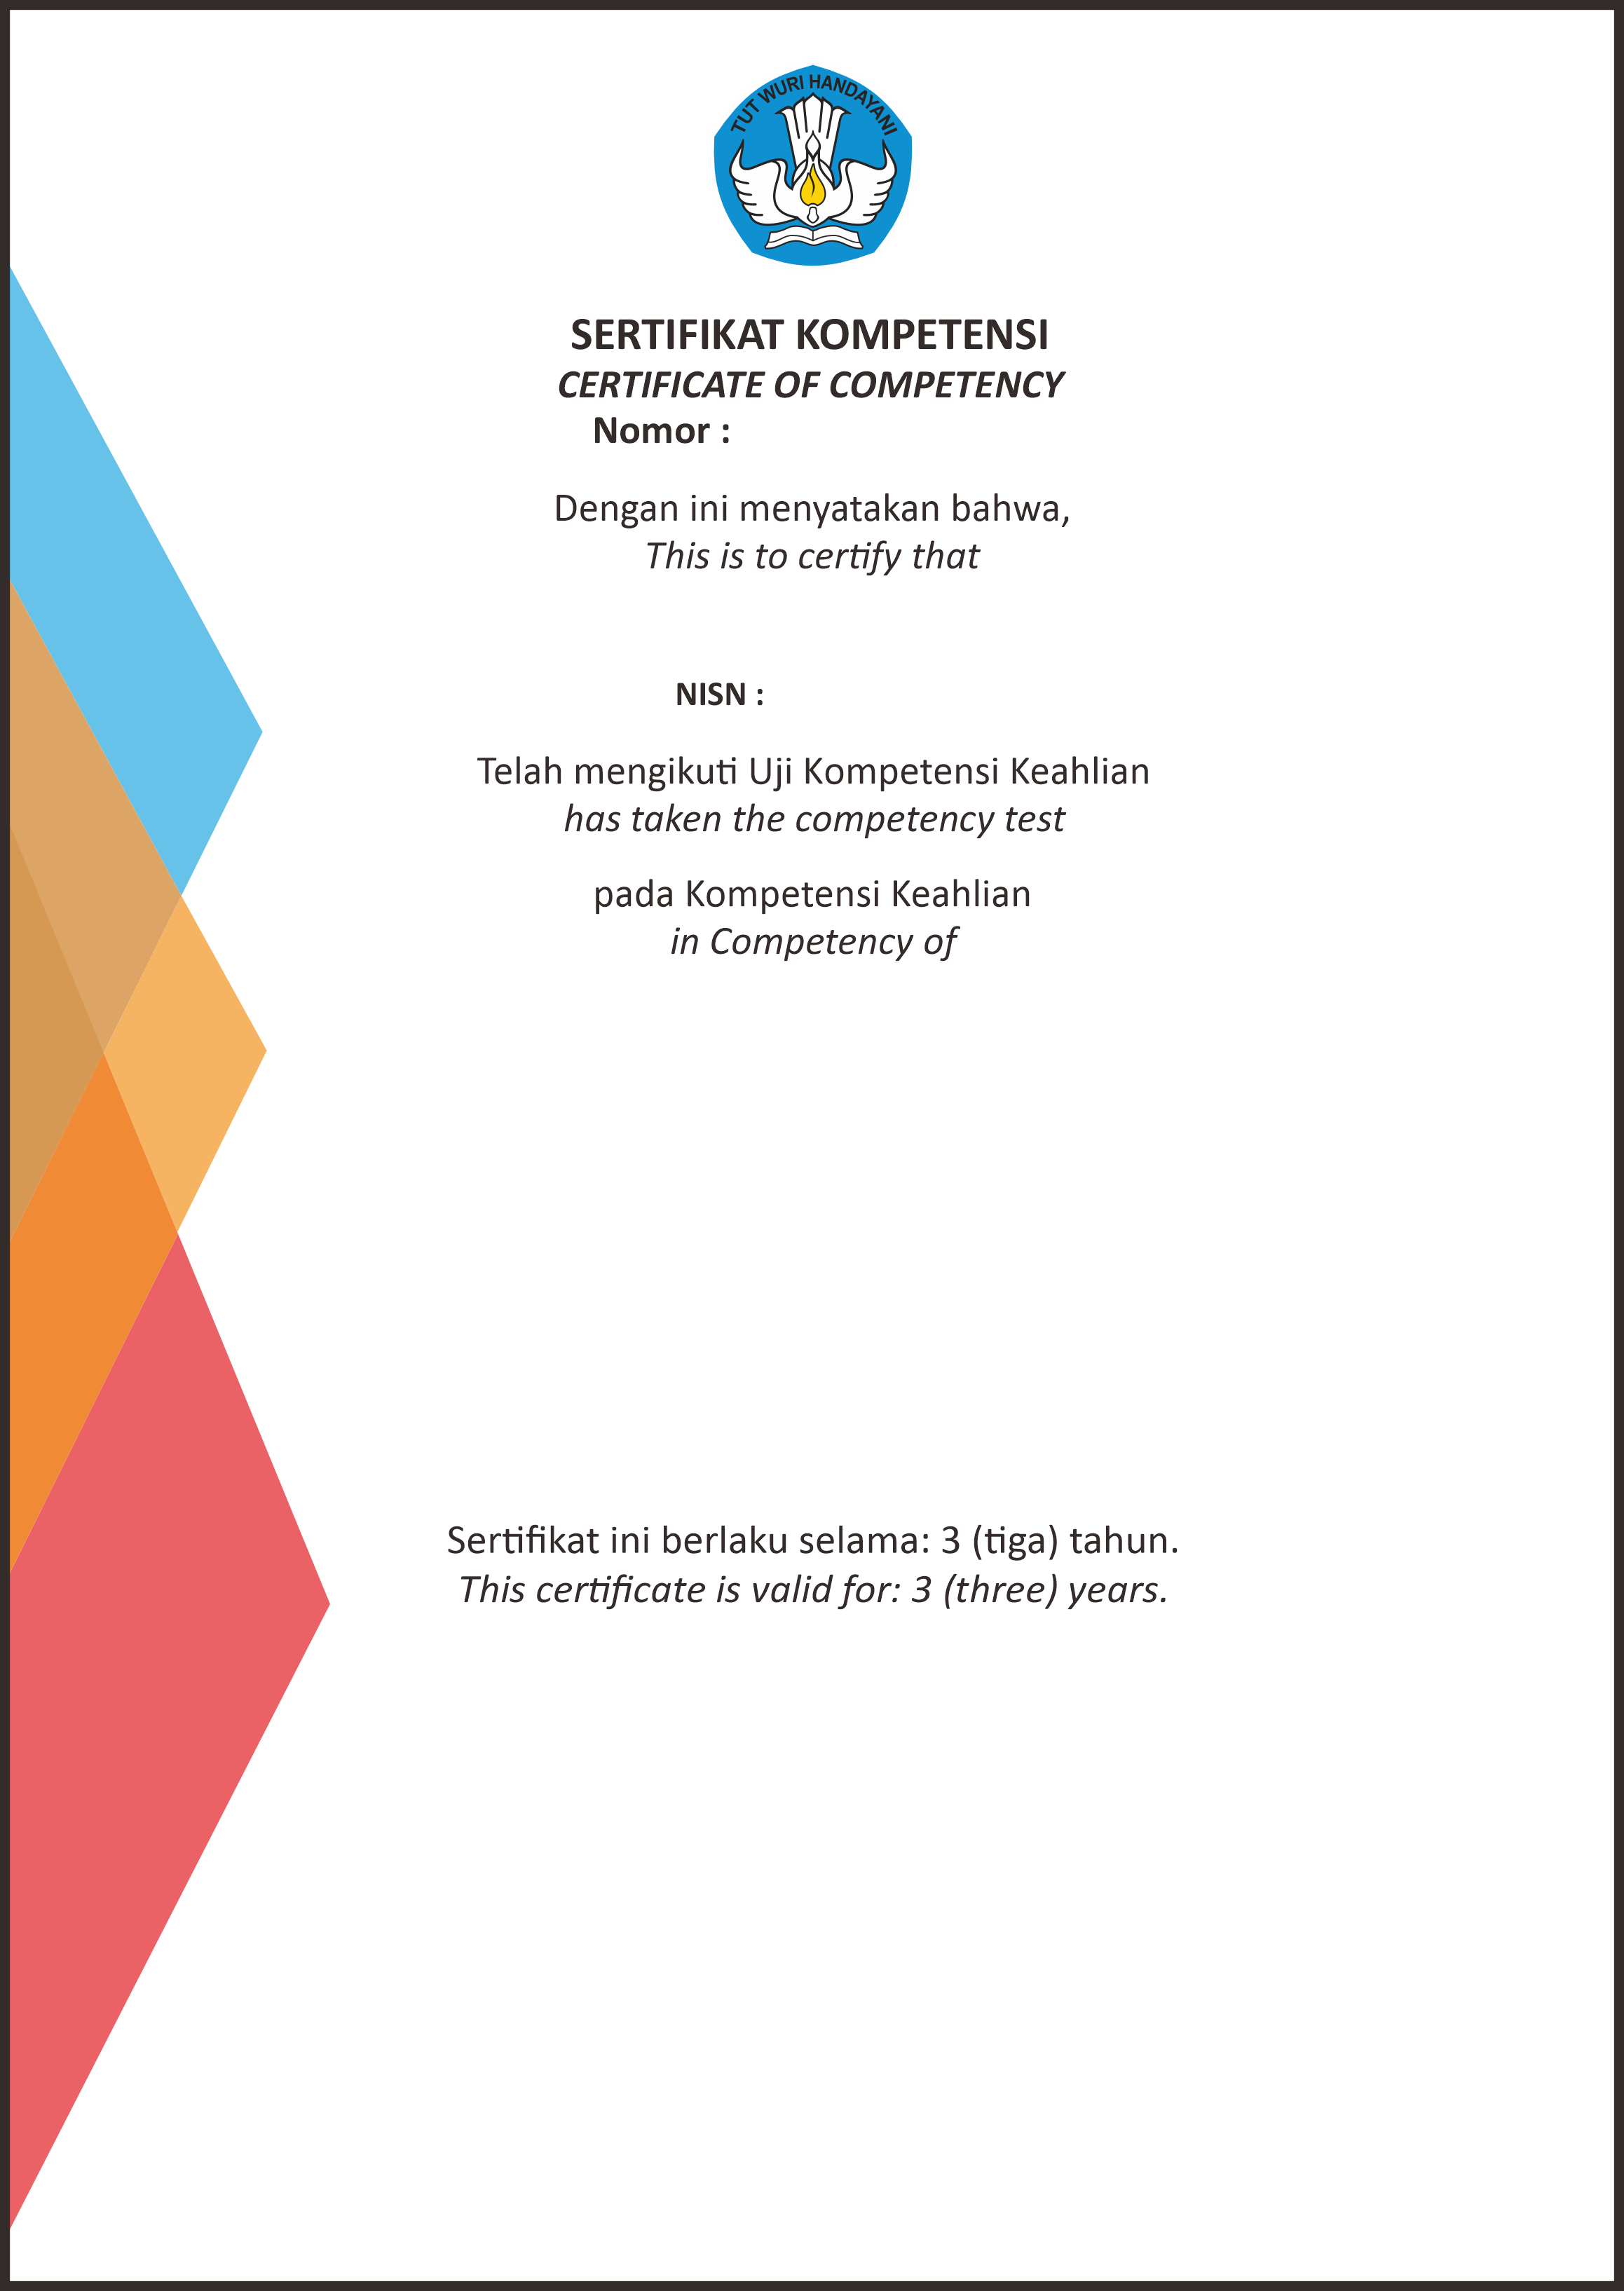 TUT WURI HANDAYANI
SERTIFIKAT KOMPETENSI
CERTIFICATE OF COMPETENCY
Nomor :
Dengan ini menyatakan bahwa,
This is to certify that
NISN :
Telah mengikuti Uji Kompetensi Keahlian
has taken the competency test
pada Kompetensi Keahlian
in Competency of
Sertifikat ini berlaku selama: 3 (tiga) tahun.
This certificate is valid for: 3 (three) years.